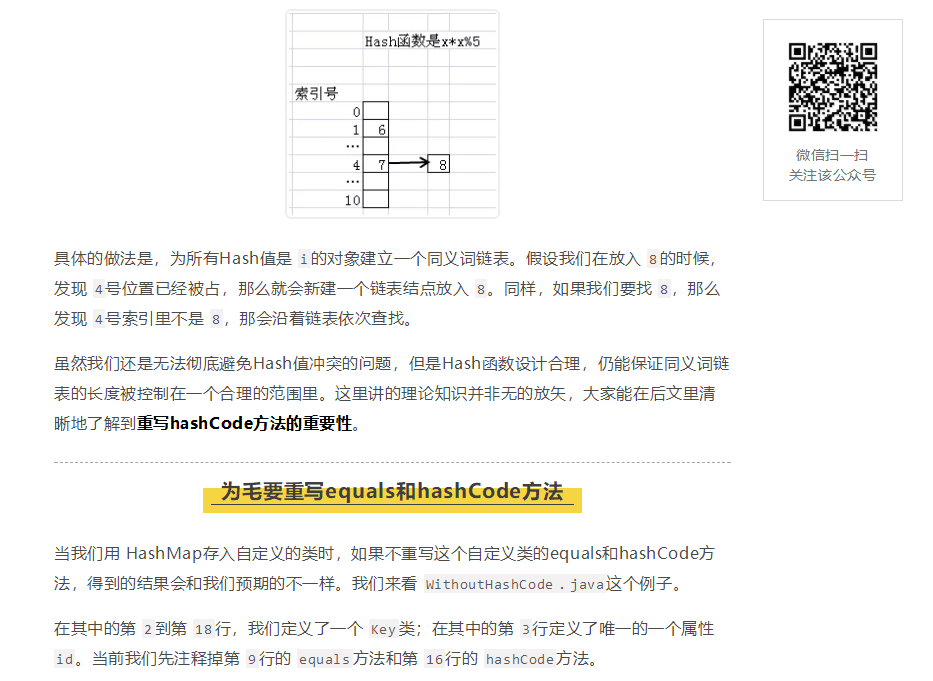 Hash函数是x*x%5
索引号
0
1 6
...
4 7 8
...
10
微信扫一扫
关注该公众号
具体的做法是，为所有Hash值是 i的对象建立一个同义词链表。假设我们在放入 8的时候，
发现 4号位置已经被占，那么就会新建一个链表结点放入 8。同样，如果我们要找 8，那么
发现 4号索引里不是 8，那会沿着链表依次查找。
虽然我们还是无法彻底避免Hash值冲突的问题，但是Hash函数设计合理，仍能保证同义词链
表的长度被控制在一个合理的范围里。这里讲的理论知识并非无的放矢，大家能在后文里清
晰地了解到重写hashCode方法的重要性。
为毛要重写equals和hashCode方法
当我们用 HashMap存入自定义的类时，如果不重写这个自定义类的equals和hashCode方
法，得到的结果会和我们预期的不一样。我们来看 WithoutHashCode.java这个例子。
在其中的第 2到第 18行，我们定义了一个 Key类；在其中的第 3行定义了唯一的一个属性
id。当前我们先注释掉第 9行的 equals方法和第 16行的 hashCode方法。